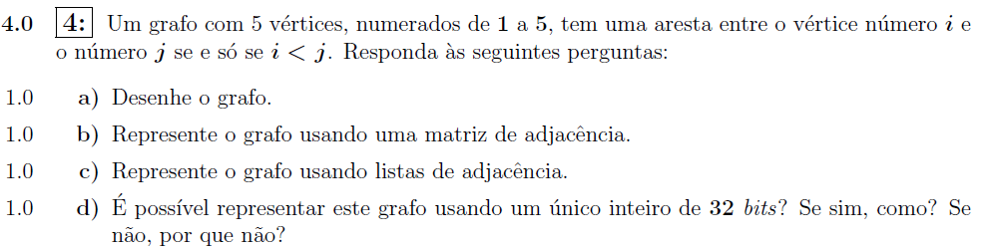 4.0 4: Um grafo com 5 vértices, numerados de 1 a 5, tem uma aresta entre o vértice número i e
o número j se e só se i < j. Responda às seguintes perguntas:
1.0 a) Desenhe o grafo.
1.0 b) Represente o grafo usando uma matriz de adjacência.
1.0 c) Represente o grafo usando listas de adjacência.
1.0 d) É possível representar este grafo usando um único inteiro de 32 bits? Se sim, como? Se
não, por que não?